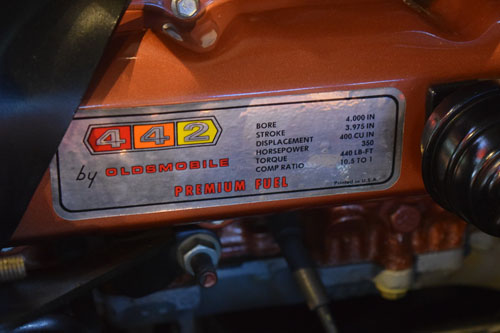 442
by OLDSMOBILE
PREMIUM FUEL
BORE 4.000 IN
STROKE 3.975 IN
DISPLACEMENT 400 CU IN
HORSEPOWER 350
TORQUE 440 LB-FT
COMP RATIO 10.5 TO 1
Printed in U.S.A.